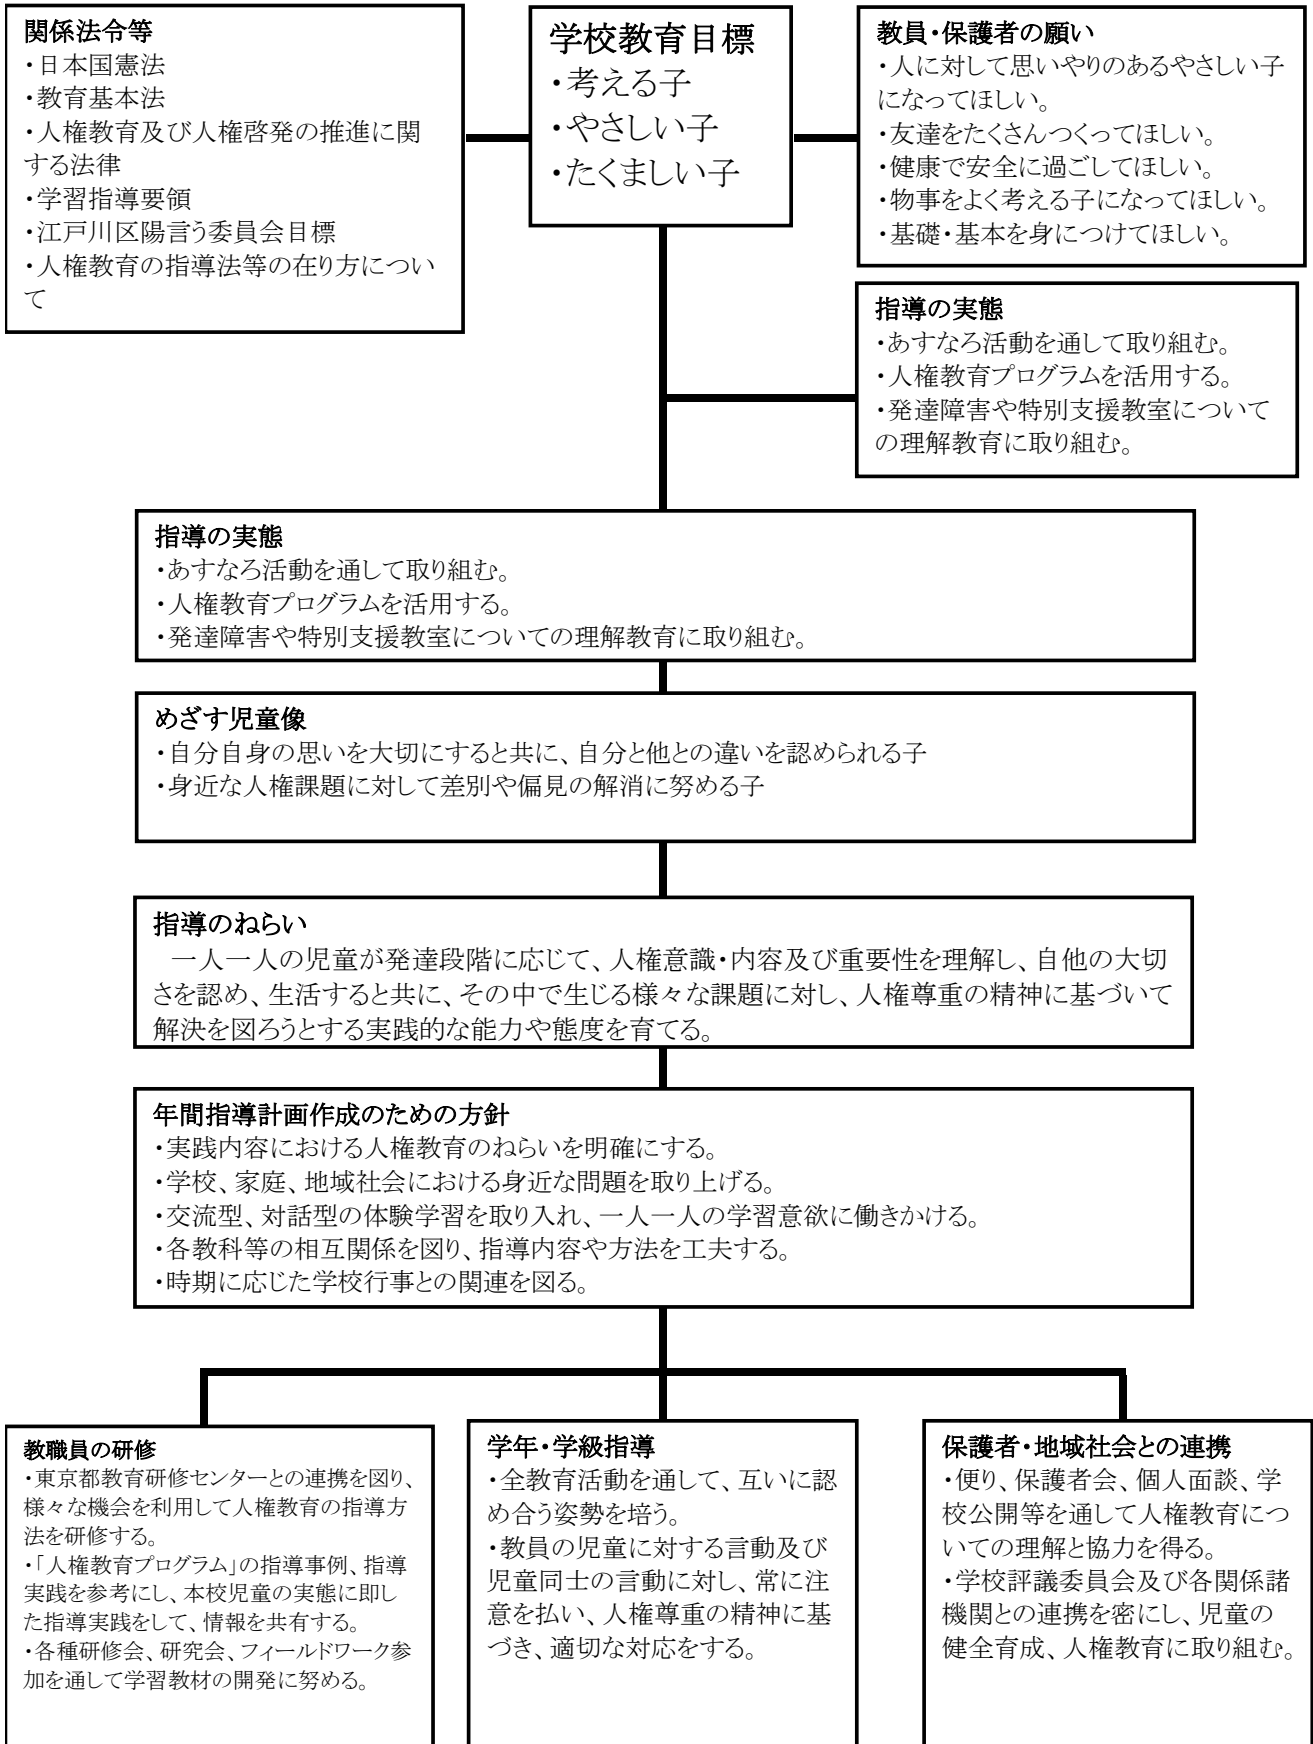 関係法令等
・日本国憲法
・教育基本法
・人権教育及び人権啓発の推進に関
する法律
・学習指導要領
・江戸川区陽言う委員会目標
・人権教育の指導法等の在り方につい
て
学校教育目標
・考える子
・やさしい子
・たくましい子
教員・保護者の願い
・人に対して思いやりのあるやさしい子
になってほしい。
・友達をたくさんつくってほしい。
・健康で安全に過ごしてほしい。
・物事をよく考える子になってほしい。
・基礎・基本を身につけてほしい。
指導の実態
・あすなろ活動を通して取り組む。
・人権教育プログラムを活用する。
・発達障害や特別支援教室について
の理解教育に取り組む。
指導の実態
・あすなろ活動を通して取り組む。
・人権教育プログラムを活用する。
・発達障害や特別支援教室についての理解教育に取り組む。
めざす児童像
・自分自身の思いを大切にすると共に、自分と他との違いを認められる子
・身近な人権課題に対して差別や偏見の解消に努める子
指導のねらい
一人一人の児童が発達段階に応じて、人権意識・内容及び重要性を理解し、自他の大切
さを認め、生活すると共に、その中で生じる様々な課題に対し、人権尊重の精神に基づいて
解決を図ろうとする実践的な能力や態度を育てる。
年間指導計画作成のための方針
・実践内容における人権教育のねらいを明確にする。
・学校、家庭、地域社会における身近な問題を取り上げる。
・交流型、対話型の体験学習を取り入れ、一人一人の学習意欲に働きかける。
・各教科等の相互関係を図り、指導内容や方法を工夫する。
・時期に応じた学校行事との関連を図る。
教職員の研修
・東京都教育研修センターとの連携を図り、
様々な機会を利用して人権教育の指導方
法を研修する。
・「人権教育プログラム」の指導事例、指導
実践を参考にし、本校児童の実態に即し
た指導実践をして、情報を共有する。
・各種研修会、研究会、フィールドワーク参
加を通して学習教材の開発に努める。
学年・学級指導
・全教育活動を通して、互いに認
め合う姿勢を培う。
・教員の児童に対する言動及び
児童同士の言動に対し、常に注
意を払い、人権尊重の精神に基
づき、適切な対応をする。
保護者・地域社会との連携
・便り、保護者会、個人面談、学
校公開等を通して人権教育につ
いての理解と協力を得る。
・学校評議委員会及び各関係諸
機関との連携を密にし、児童の
健全育成、人権教育に取り組む。